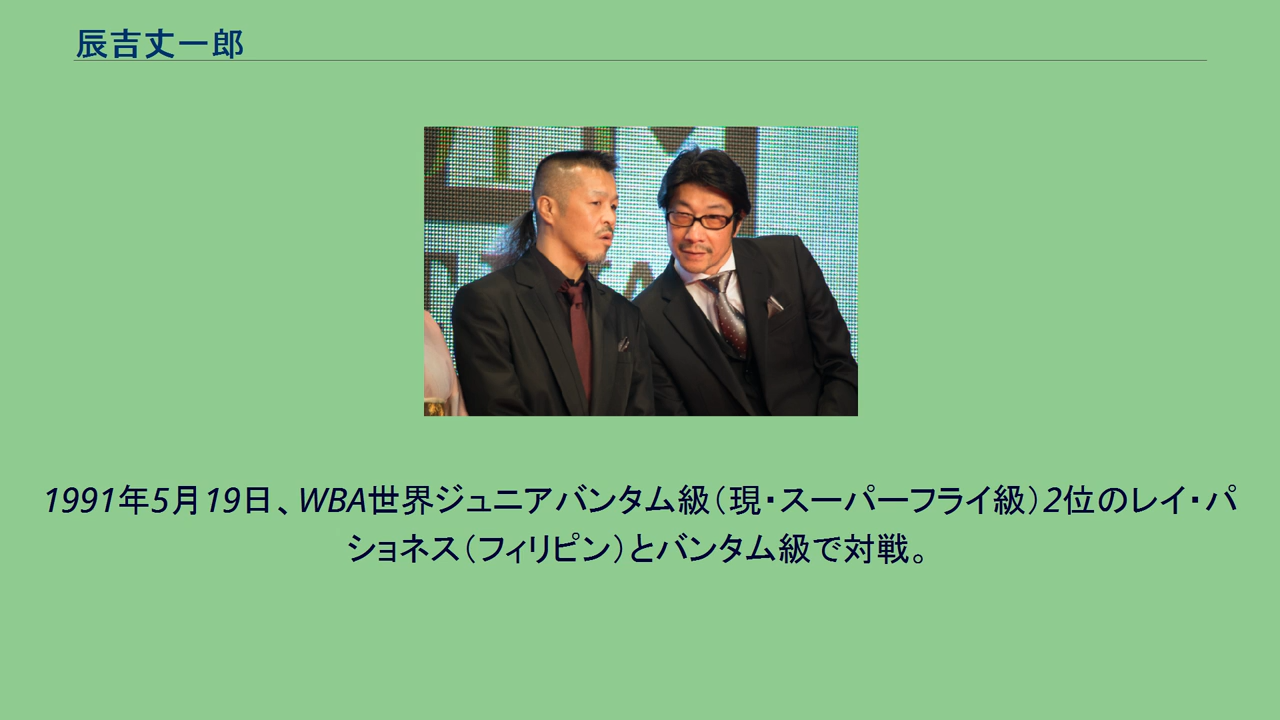 辰吉丈一郎
1991年5月19日、WBA世界ジュニアバンタム級（現・スーパーフライ級）2位のレイ・パ
ショネス（フィリピン）とバンタム級で対戦。